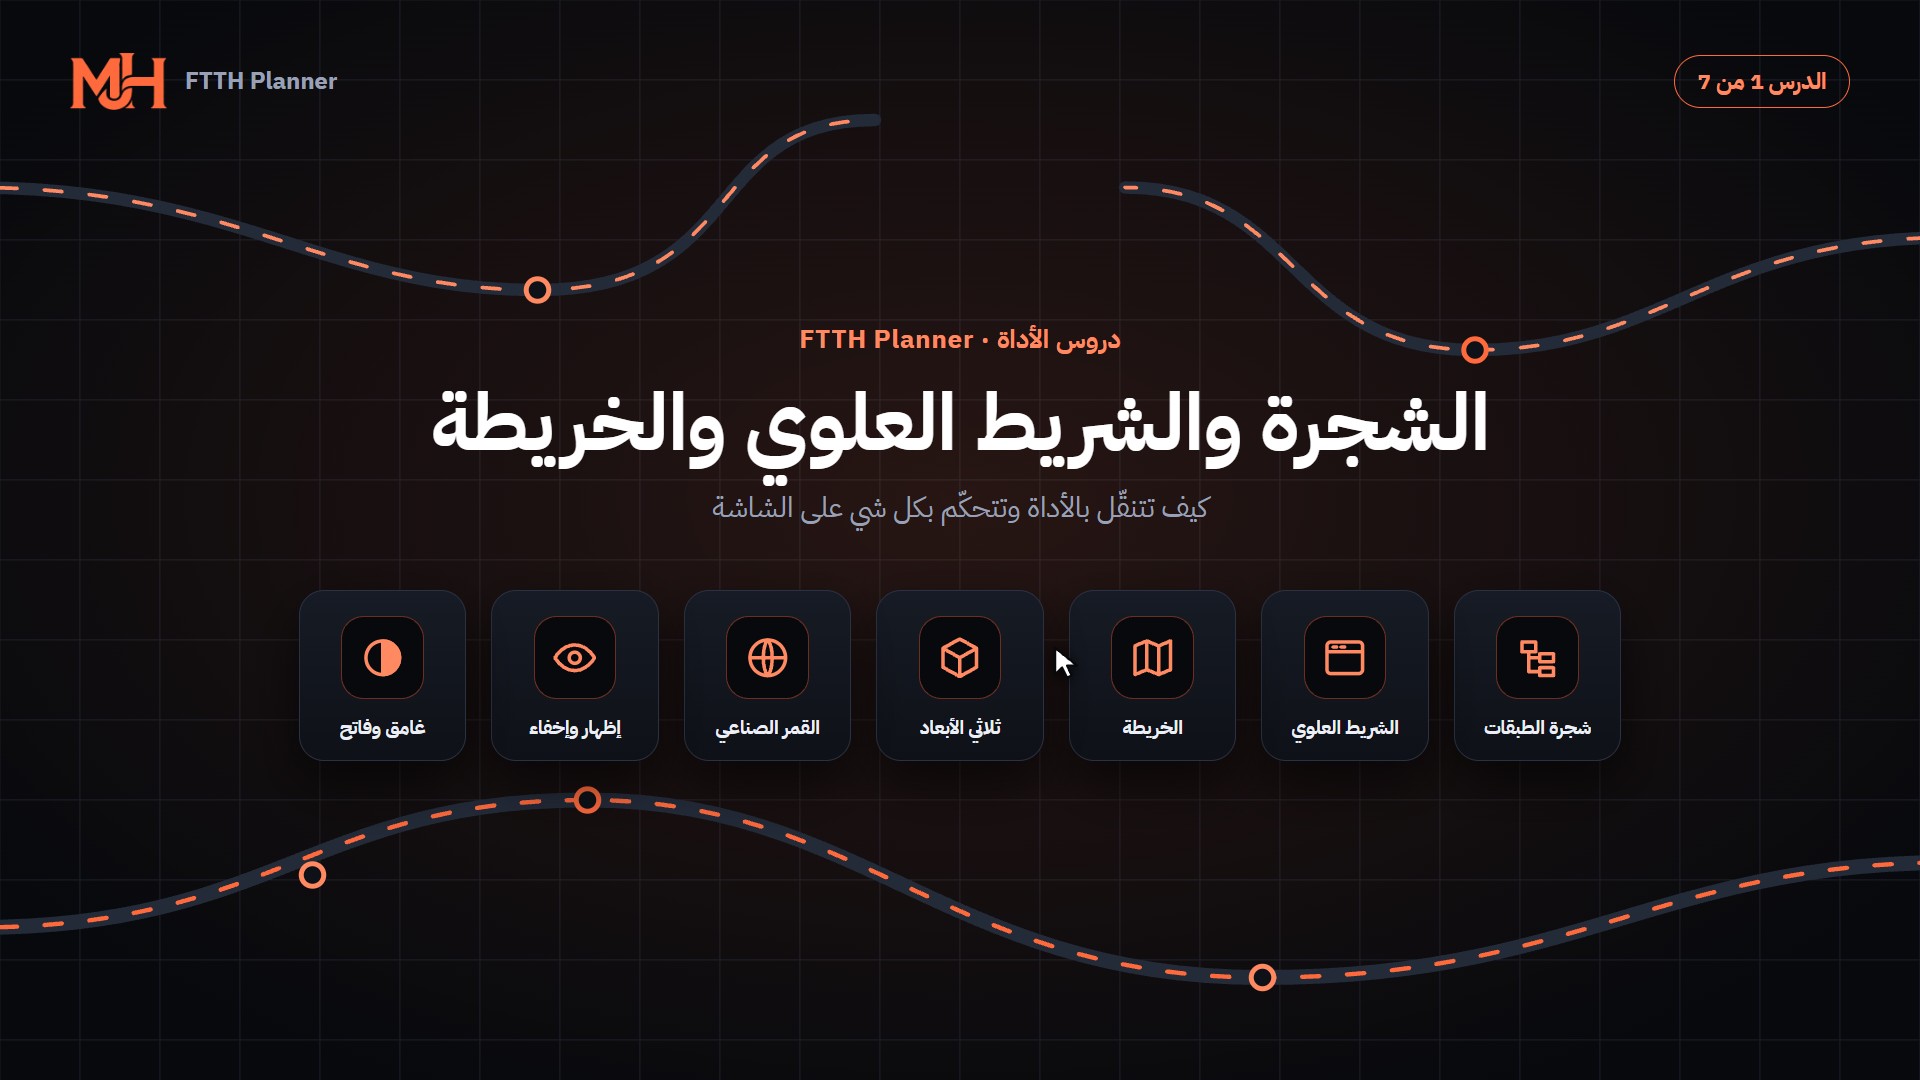 MH FTTH Planner
الدرس 1 من 7
دروس الأداة · FTTH Planner
الشجرة والشريط العلوي والخريطة
كيف تتنقّل بالأداة وتتحكّم بكل شي على الشاشة
شجرة الطبقات
الشريط العلوي
الخريطة
ثلاثي الأبعاد
القمر الصناعي
إظهار وإخفاء
غامق وفاتح